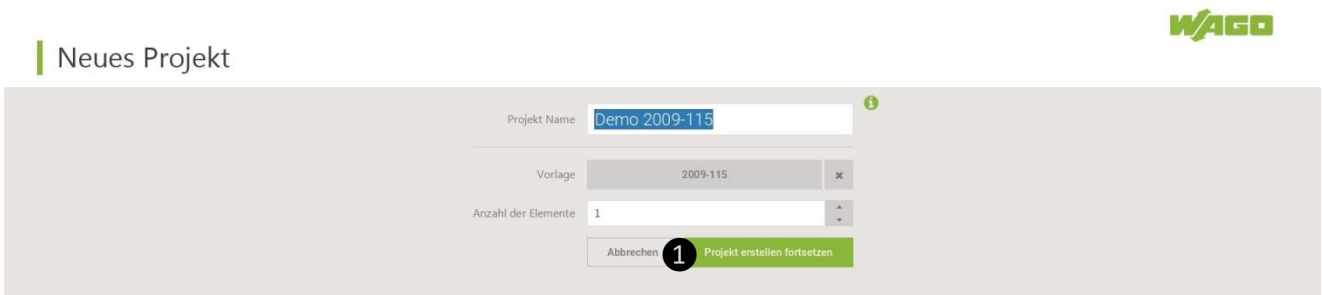 WAGO
Neues Projekt
Projekt Name Demo 2009-115
Vorlage 2009-115
Anzahl der Elemente 1
Abbrechen 1 Projekt erstellen fortsetzen